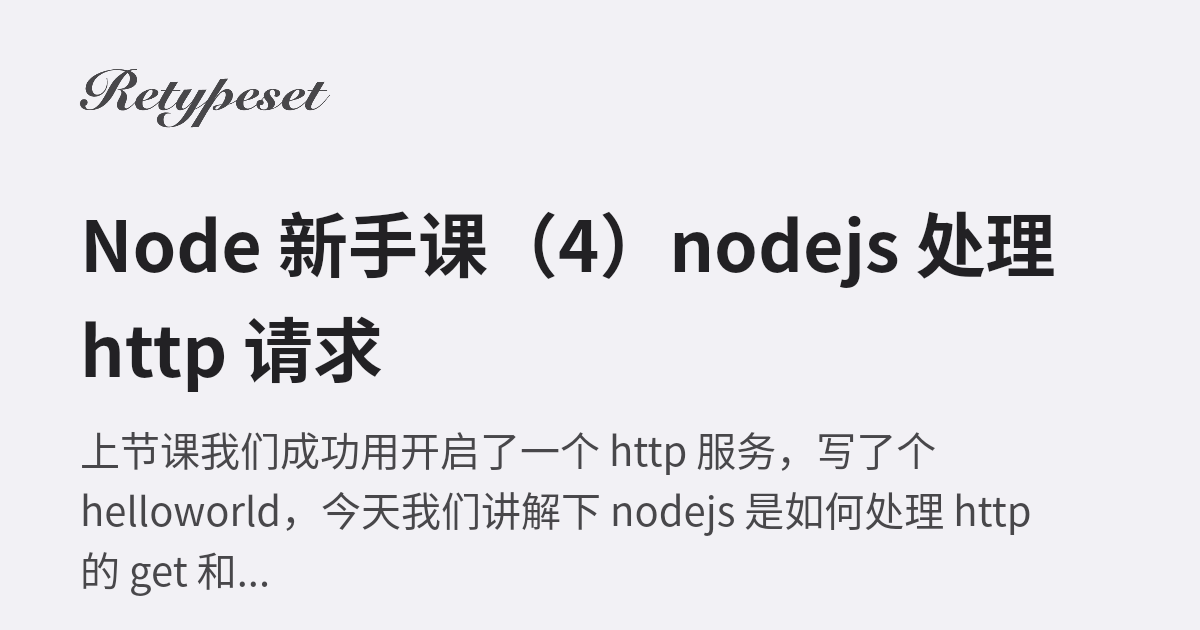 Retypeset
Node 新手课（4）nodejs 处理
http 请求
上节课我们成功用开启了一个 http 服务，写了个
helloworld，今天我们讲解下 nodejs 是如何处理 http
的 get 和...